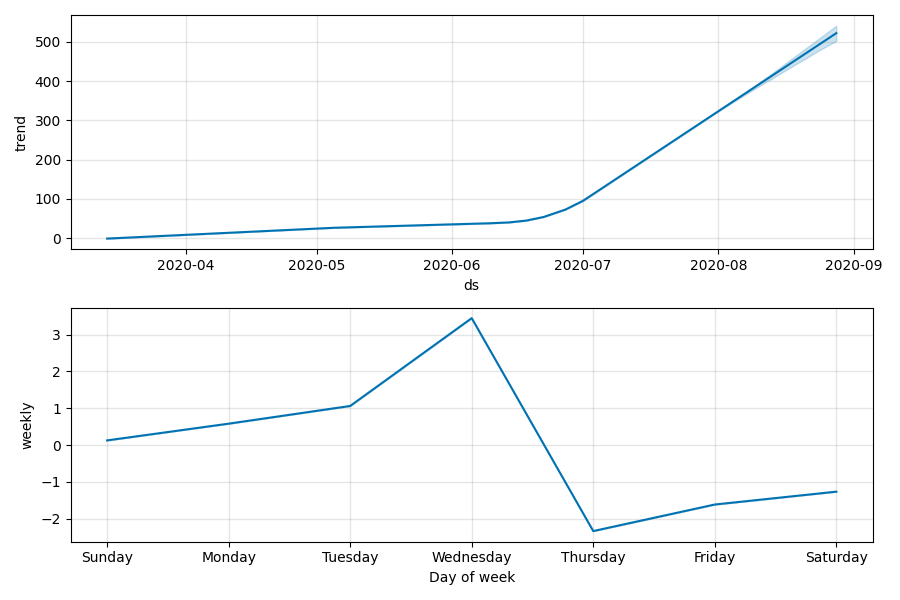 500
400
300
200
100
0
trend
2020-04 2020-05 2020-06 2020-07 2020-08 2020-09
ds
3
2
1
0
−1
−2
weekly
Sunday Monday Tuesday Wednesday Thursday Friday Saturday
Day of week